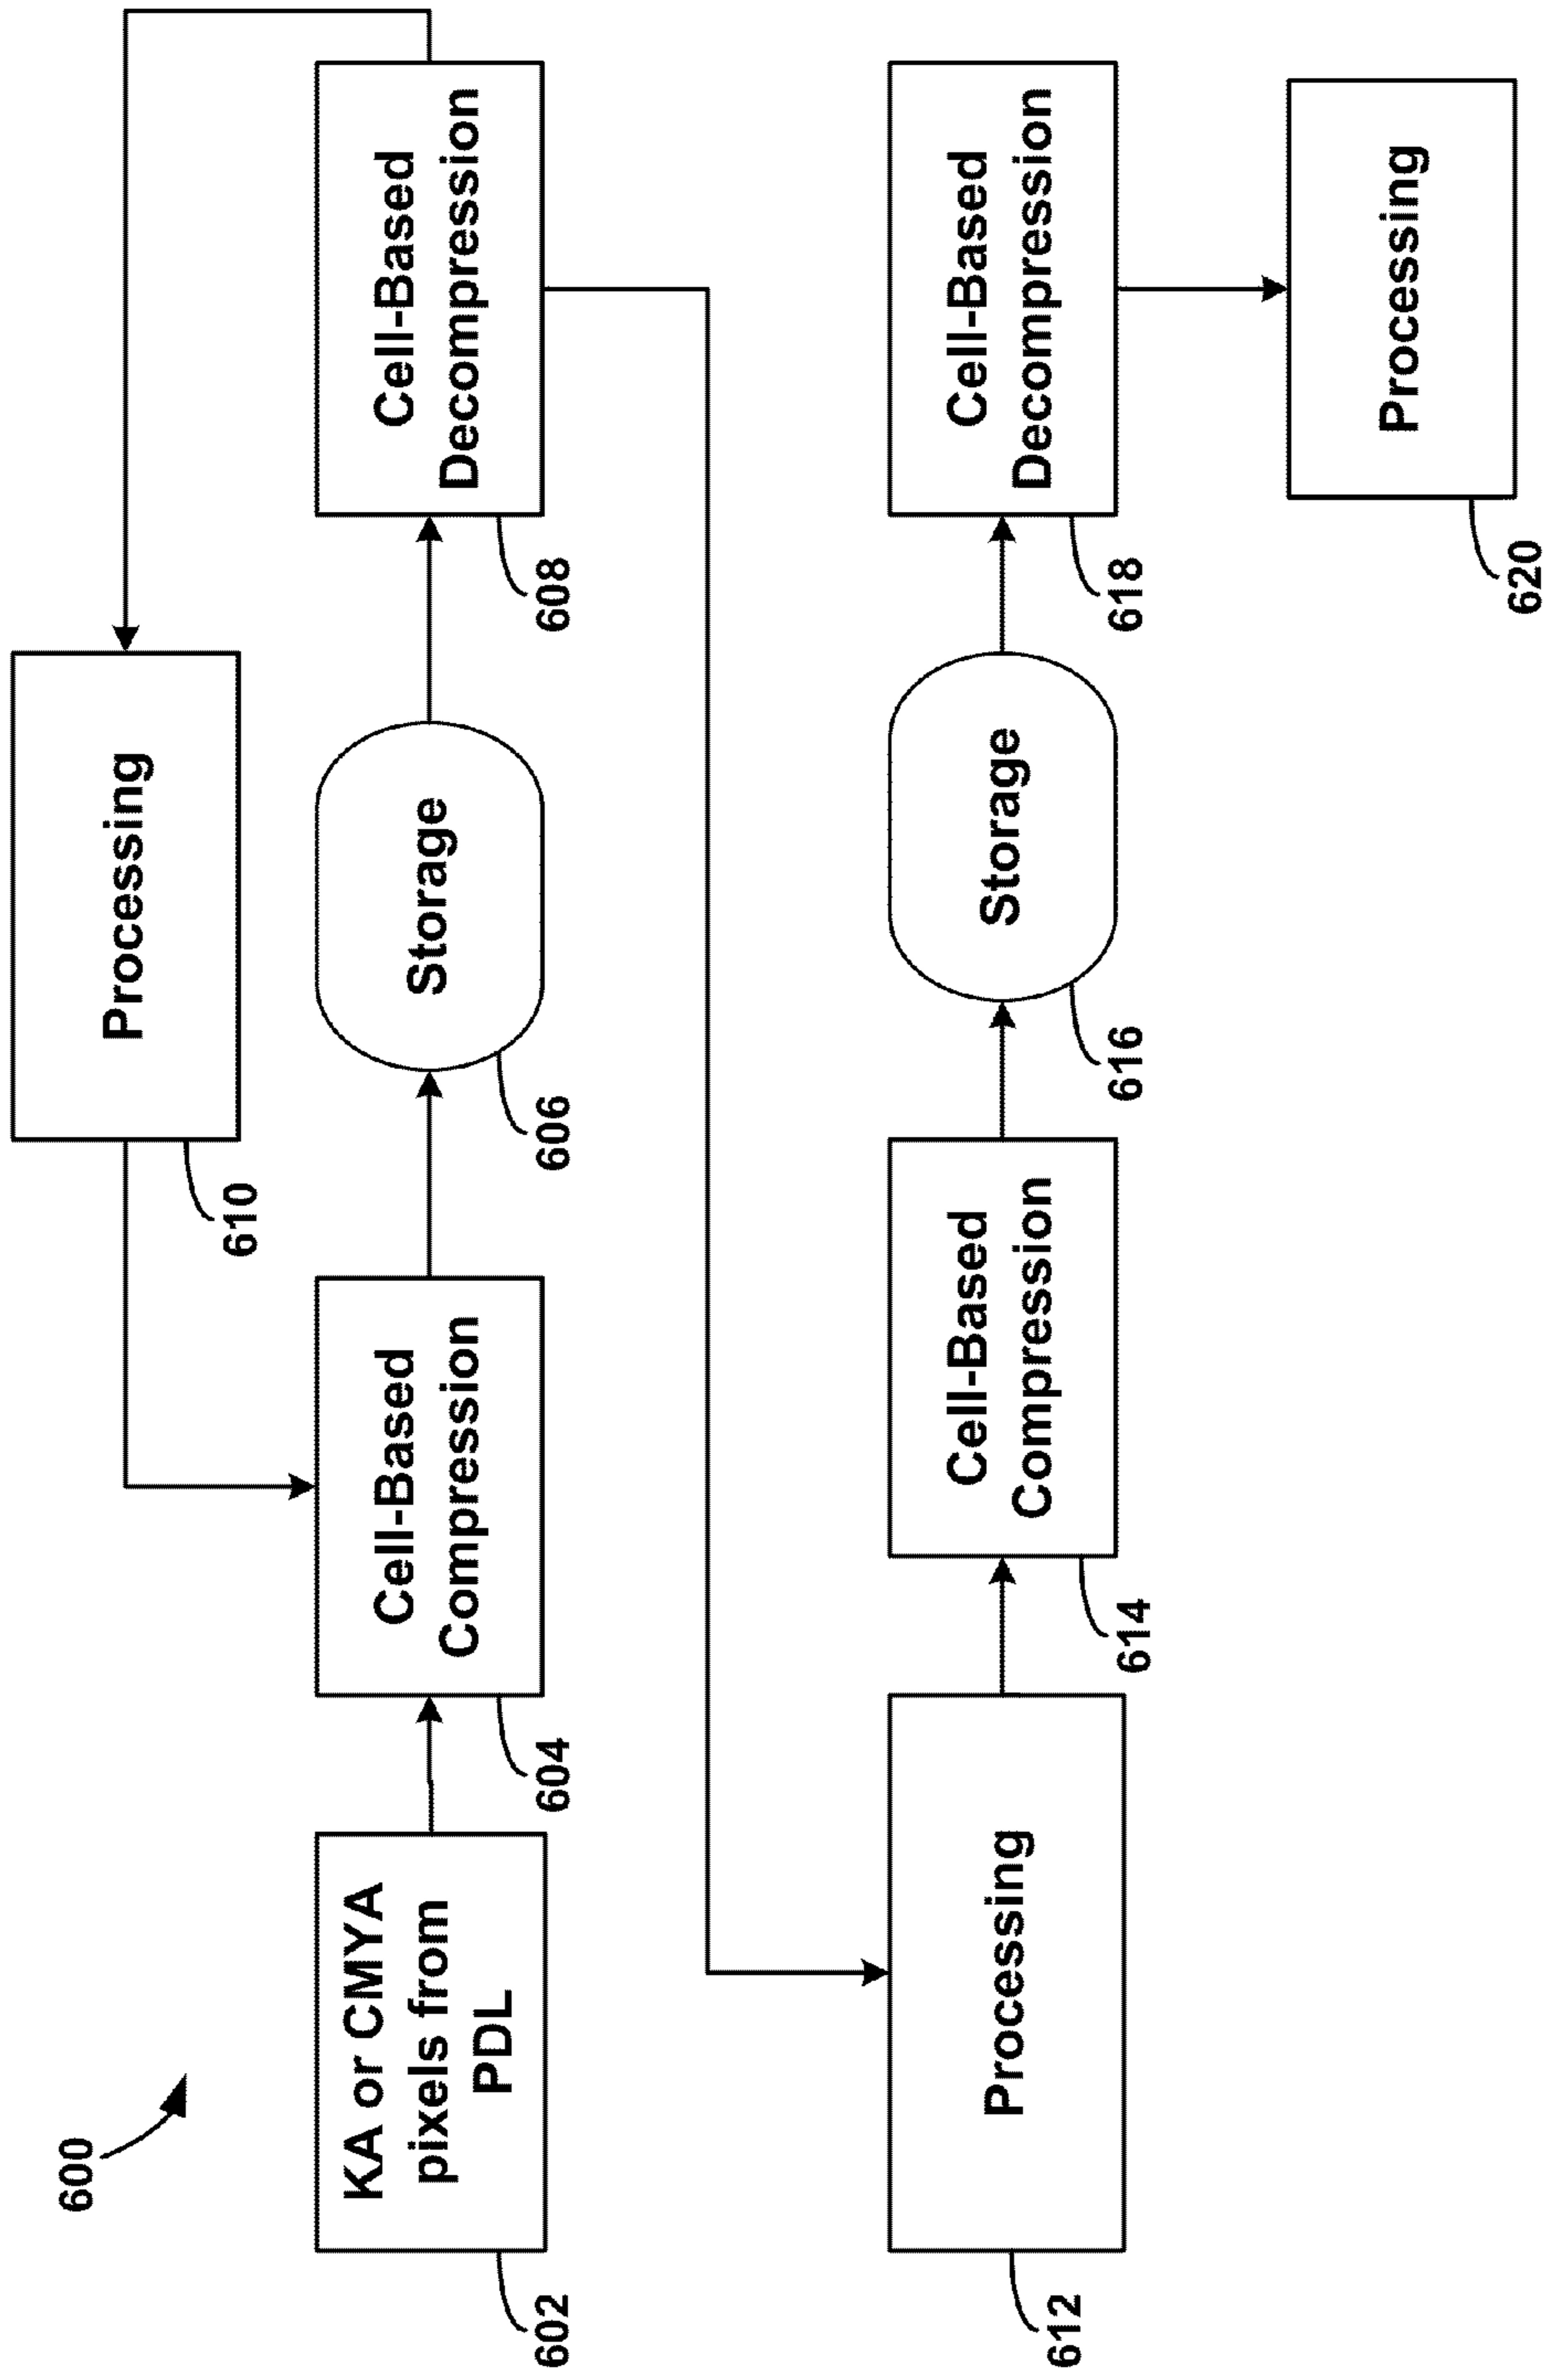 600
Processing
610
KA or CMYA
pixels from
PDL
602
Cell-Based
Compression
604
Storage
606
Cell-Based
Decompression
608
Processing
612
Cell-Based
Compression
614
Storage
616
Cell-Based
Decompression
618
Processing
620